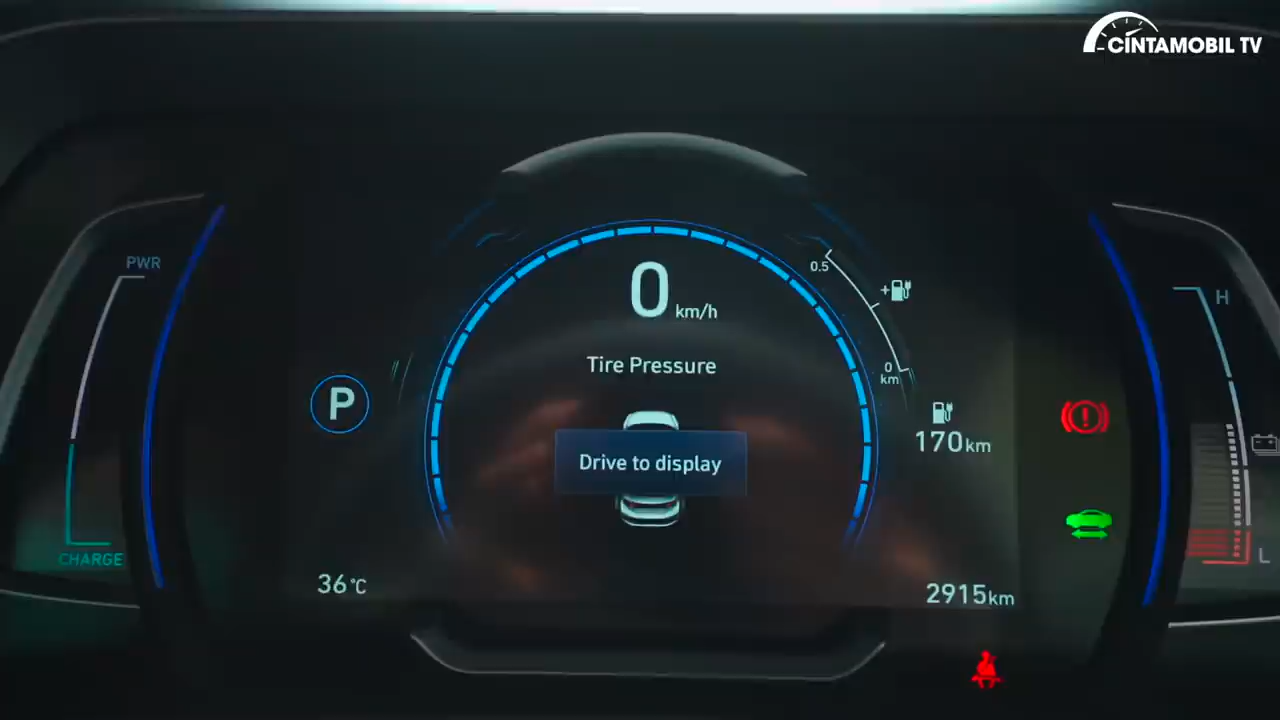 CINTAMOBIL TV
PWR
CHARGE
P
36°C
0 km/h
Tire Pressure
Drive to display
0.5
+
0
km
170km
2915km
H
L